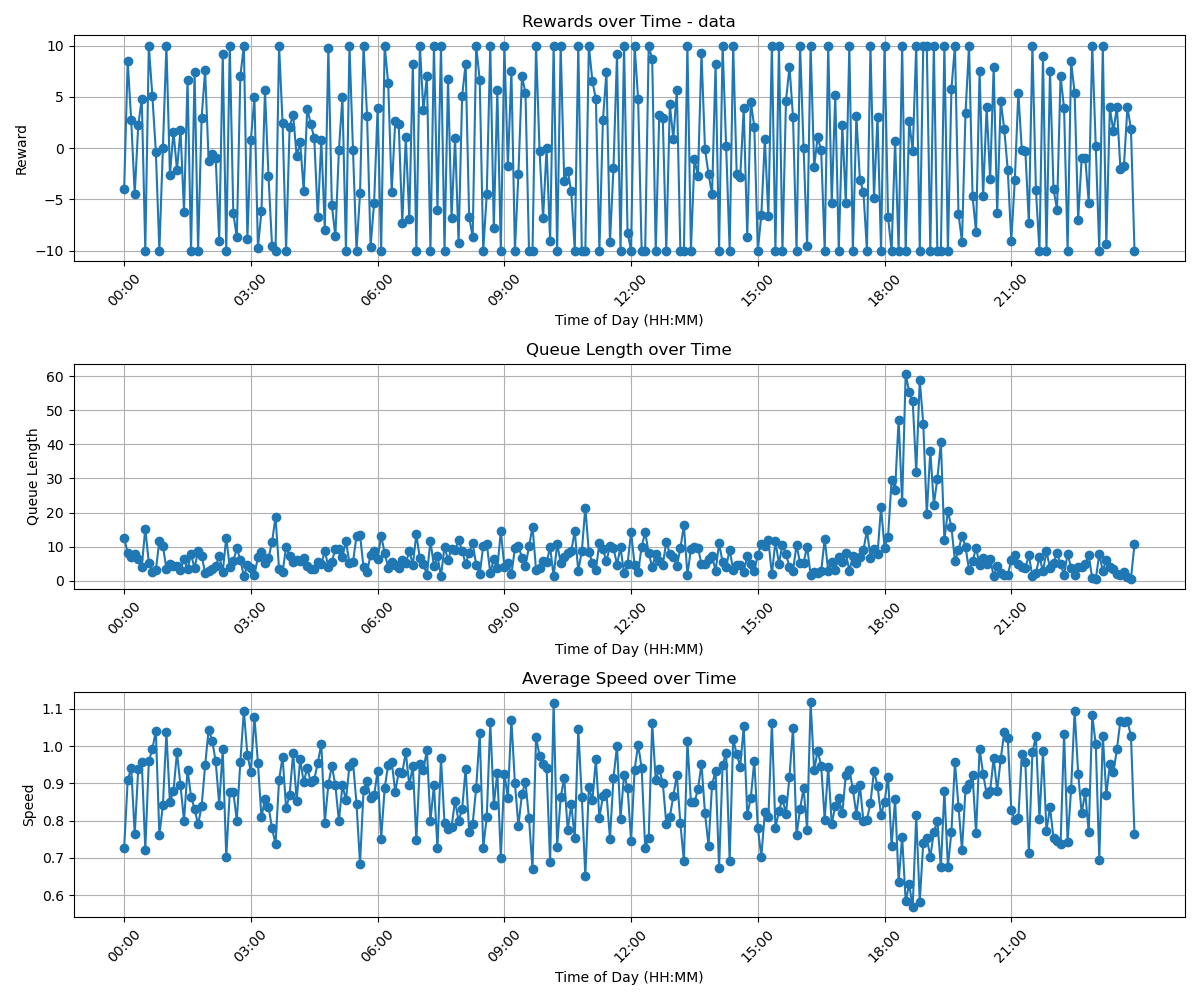 Rewards over Time - data
Reward
10
5
0
−5
−10
00:00 03:00 06:00 09:00 12:00 15:00 18:00 21:00
Time of Day (HH:MM)
Queue Length over Time
Queue Length
60
50
40
30
20
10
0
00:00 03:00 06:00 09:00 12:00 15:00 18:00 21:00
Time of Day (HH:MM)
Average Speed over Time
Speed
1.1
1.0
0.9
0.8
0.7
0.6
00:00 03:00 06:00 09:00 12:00 15:00 18:00 21:00
Time of Day (HH:MM)